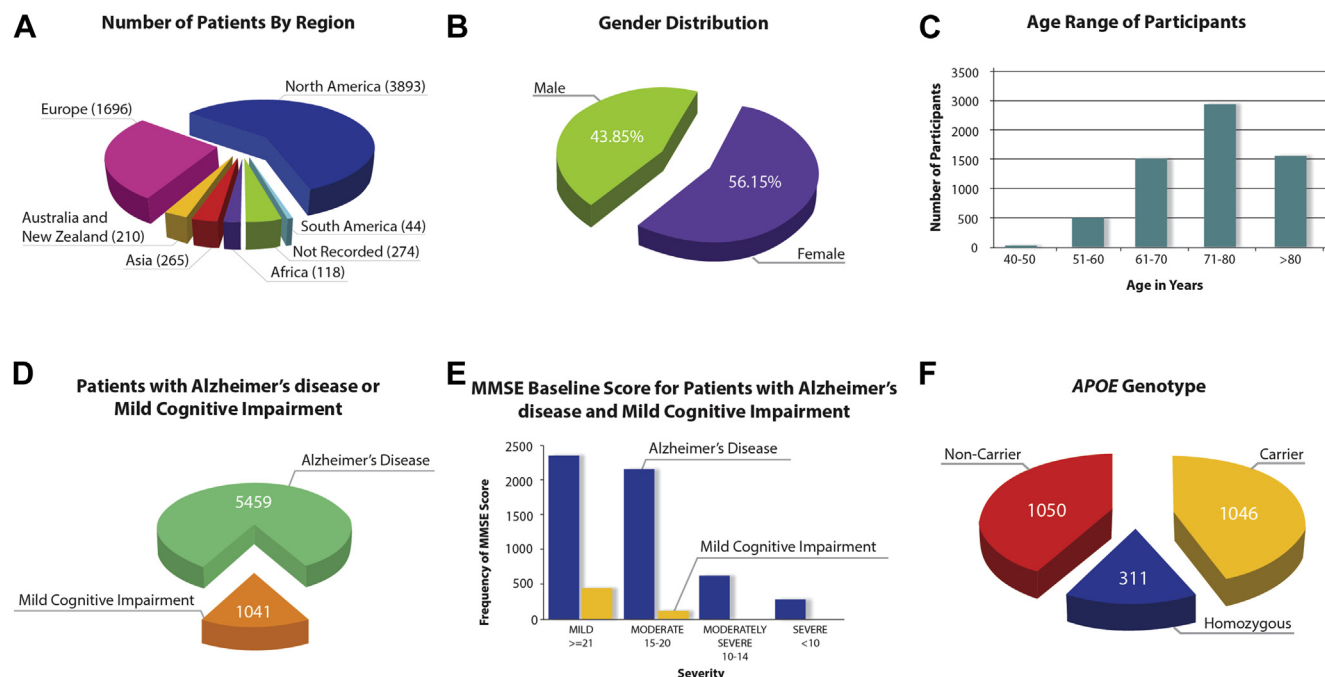 A
Number of Patients By Region
North America (3893)
Europe (1696)
Australia and
New Zealand (210)
Asia (265)
Africa (118)
Not Recorded (274)
South America (44)
B
Gender Distribution
Male
43.85%
56.15%
Female
C
Age Range of Participants
Number of Participants
3500
3000
2000
1500
1000
500
0
40-50
51-60
61-70
71-80
>80
Age in Years
D
Patients with Alzheimer's disease or
Mild Cognitive Impairment
Alzheimer's Disease
5459
Mild Cognitive Impairment
1041
E
MMSE Baseline Score for Patients with Alzheimer's
disease and Mild Cognitive Impairment
Frequency of MMSE Score
2500
2000
1500
1000
500
0
Alzheimer's Disease
Mild Cognitive Impairment
MILD
>=21
MODERATE
15-20
MODERATELY
SEVERE
10-14
SEVERE
<10
Severity
F
APOE Genotype
Non-Carrier
1050
Carrier
1046
311
Homozygous